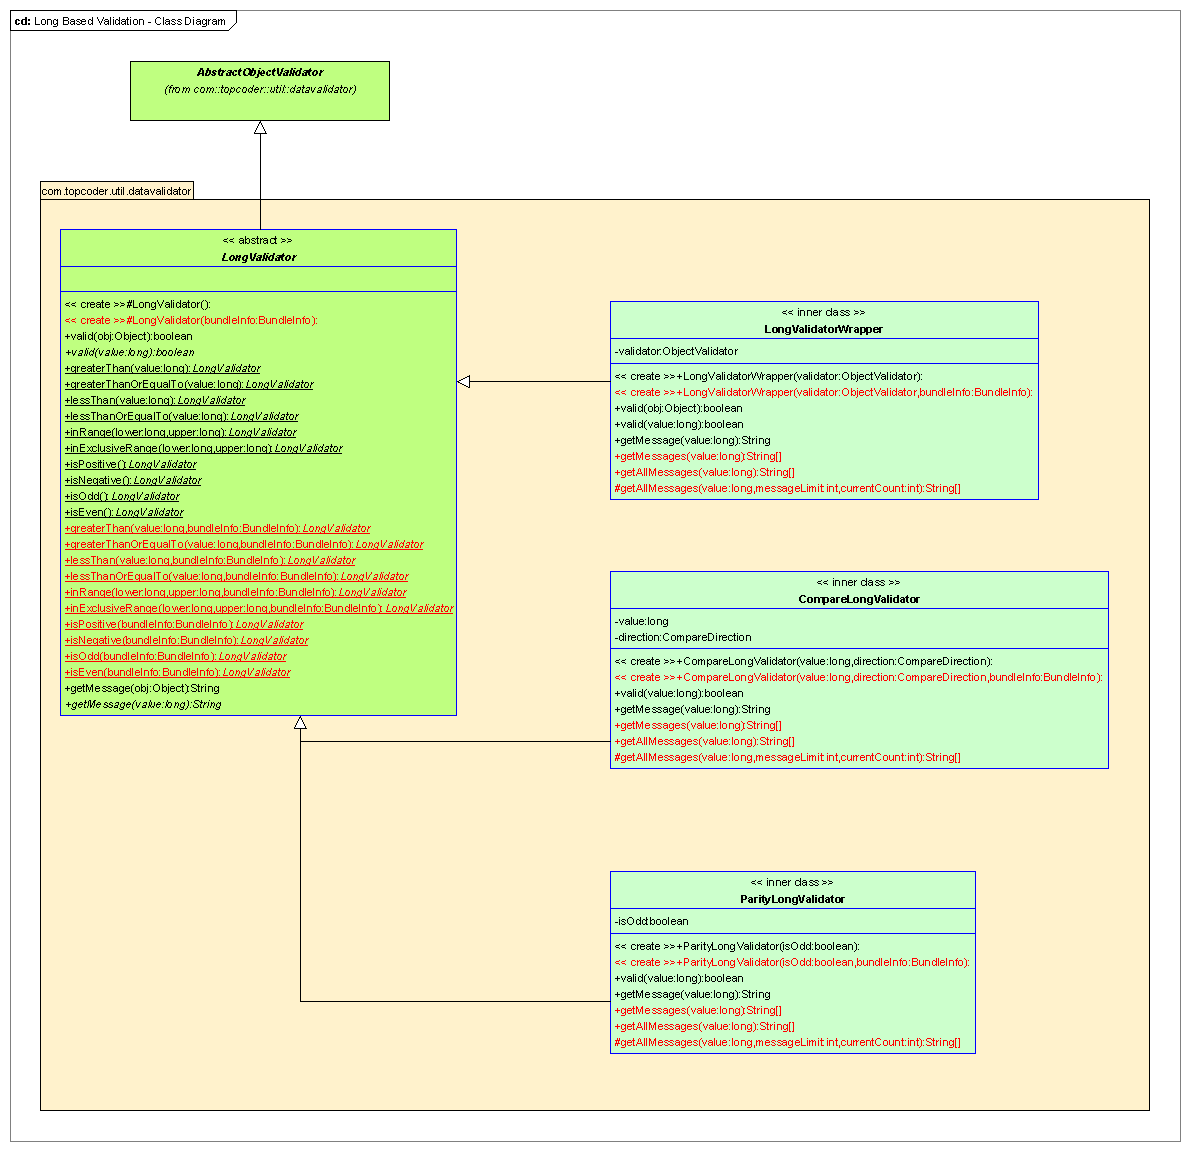 cd: Long Based Validation - Class Diagram
AbstractObjectValidator
(from com::topcoder::util::datavalidator)
com.topcoder.util.datavalidator
<< abstract >>
LongValidator
<< create >>#LongValidator():
<< create >>#LongValidator(bundleInfo:BundleInfo):
+valid(obj:Object):boolean
+valid(value:long):boolean
+greaterThan(value:long):LongValidator
+greaterThanOrEqualTo(value:long):LongValidator
+lessThan(value:long):LongValidator
+lessThanOrEqualTo(value:long):LongValidator
+inRange(lower:long,upper:long):LongValidator
+inExclusiveRange(lower:long,upper:long):LongValidator
+isPositive():LongValidator
+isNegative():LongValidator
+isOdd():LongValidator
+isEven():LongValidator
+greaterThan(value:long,bundleInfo:BundleInfo):LongValidator
+greaterThanOrEqualTo(value:long,bundleInfo:BundleInfo):LongValidator
+lessThan(value:long,bundleInfo:BundleInfo):LongValidator
+lessThanOrEqualTo(value:long,bundleInfo:BundleInfo):LongValidator
+inRange(lower:long,upper:long,bundleInfo:BundleInfo):LongValidator
+inExclusiveRange(lower:long,upper:long,bundleInfo:BundleInfo):LongValidator
+isPositive(bundleInfo:BundleInfo):LongValidator
+isNegative(bundleInfo:BundleInfo):LongValidator
+isOdd(bundleInfo:BundleInfo):LongValidator
+isEven(bundleInfo:BundleInfo):LongValidator
+getMessage(obj:Object):String
+getMessage(value:long):String
<< inner class >>
LongValidatorWrapper
-validator:ObjectValidator
<< create >>+LongValidatorWrapper(validator:ObjectValidator):
<< create >>+LongValidatorWrapper(validator:ObjectValidator,bundleInfo:BundleInfo):
+valid(obj:Object):boolean
+valid(value:long):boolean
+getMessage(value:long):String
+getMessages(value:long):String[]
+getAllMessages(value:long):String[]
#getAllMessages(value:long,messageLimit:int,currentCount:int):String[]
<< inner class >>
CompareLongValidator
-value:long
-direction:CompareDirection
<< create >>+CompareLongValidator(value:long,direction:CompareDirection):
<< create >>+CompareLongValidator(value:long,direction:CompareDirection,bundleInfo:BundleInfo):
+valid(value:long):boolean
+getMessage(value:long):String
+getMessages(value:long):String[]
+getAllMessages(value:long):String[]
#getAllMessages(value:long,messageLimit:int,currentCount:int):String[]
<< inner class >>
ParityLongValidator
-isOdd:boolean
<< create >>+ParityLongValidator(isOdd:boolean):
<< create >>+ParityLongValidator(isOdd:boolean,bundleInfo:BundleInfo):
+valid(value:long):boolean
+getMessage(value:long):String
+getMessages(value:long):String[]
+getAllMessages(value:long):String[]
#getAllMessages(value:long,messageLimit:int,currentCount:int):String[]